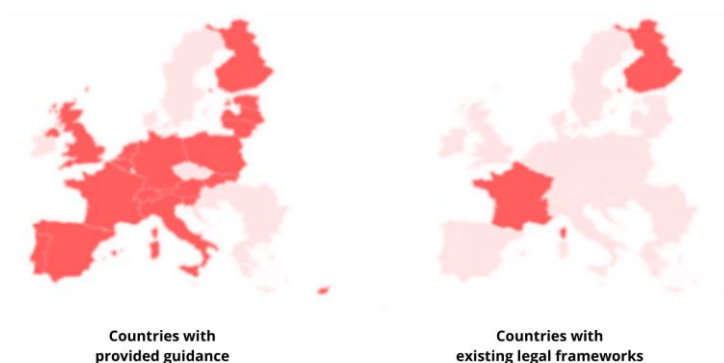 Countries with
provided guidance
Countries with
existing legal frameworks